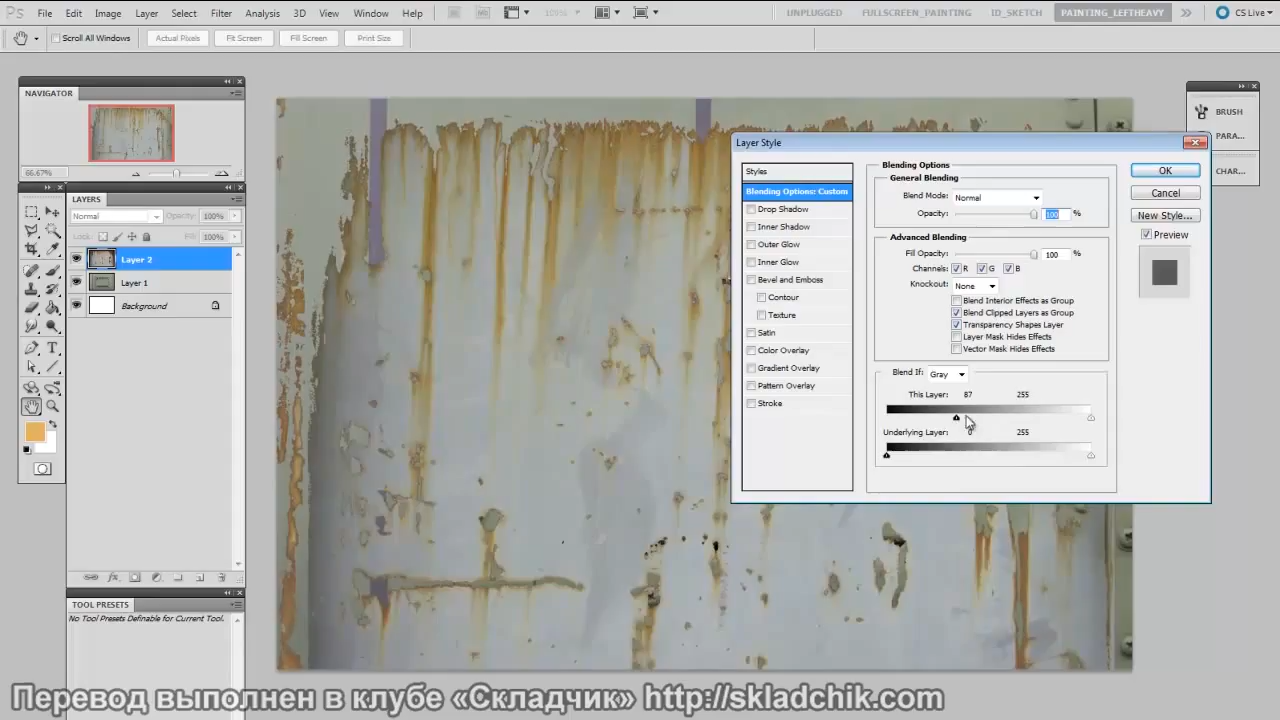 Ps File Edit Image Layer Select Filter Analysis 3D View Window Help 100% UNPLUGGED FULLSCREEN_PAINTING ID_SKETCH PAINTING_LEFTHEAVY CS Live
Scroll All Windows Actual Pixels Fit Screen Fill Screen Print Size
NAVIGATOR
66.67%
LAYERS
Normal Opacity: 100%
Lock: Fill: 100%
Layer 2
Layer 1
Background
TOOL PRESETS
No Tool Presets Definable for Current Tool.
BRUSH
PARA...
CHAR...
Layer Style
Styles
Blending Options: Custom
Drop Shadow
Inner Shadow
Outer Glow
Inner Glow
Bevel and Emboss
Contour
Texture
Satin
Color Overlay
Gradient Overlay
Pattern Overlay
Stroke
Blending Options
General Blending
Blend Mode: Normal
Opacity: 100 %
Advanced Blending
Fill Opacity: 100 %
Channels: R G B
Knockout: None
Blend Interior Effects as Group
Blend Clipped Layers as Group
Transparency Shapes Layer
Layer Mask Hides Effects
Vector Mask Hides Effects
Blend If: Gray
This Layer: 87 255
Underlying Layer: 0 255
OK
Cancel
New Style...
Preview
Перевод выполнен в клубе «Складчик» http://skladchik.com